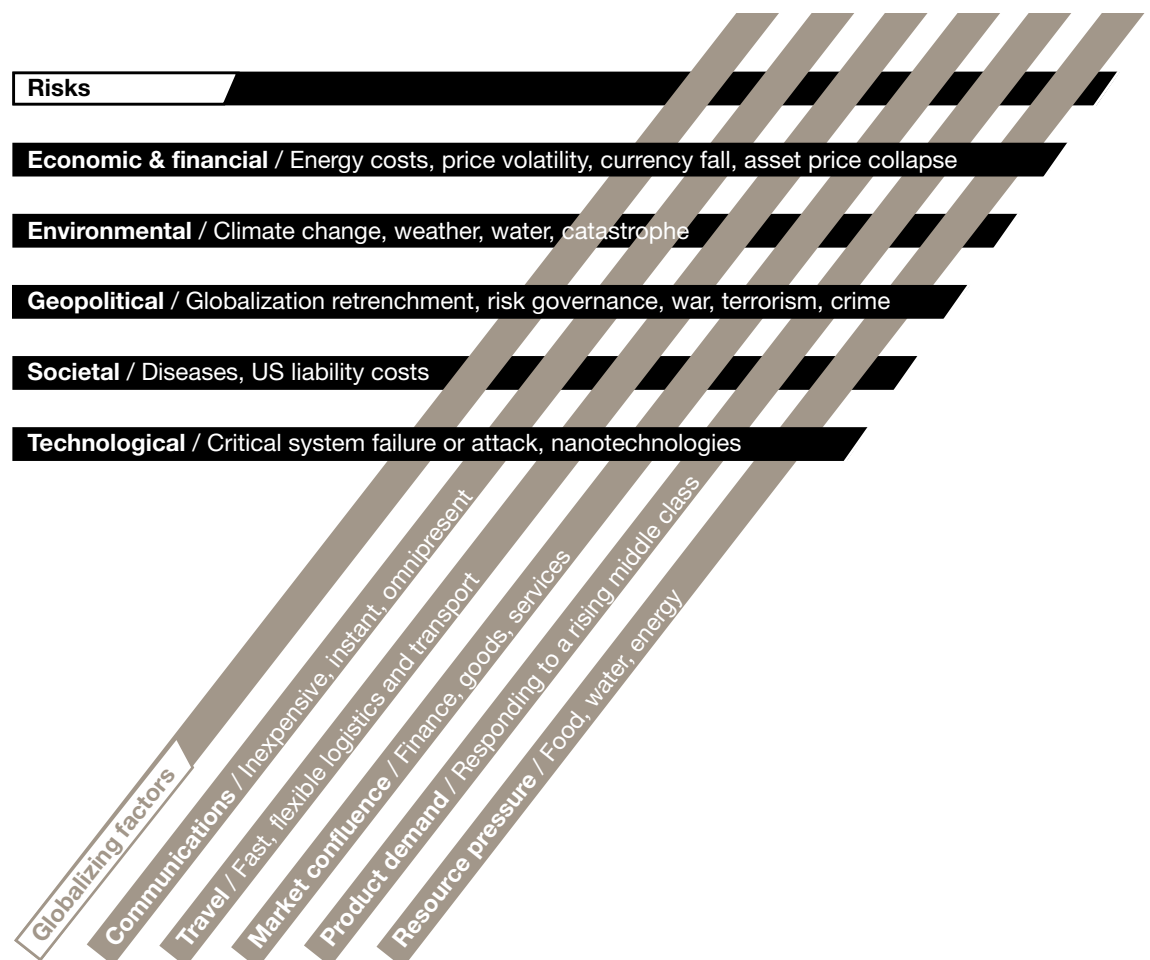 Risks
Economic & financial / Energy costs, price volatility, currency fall, asset price collapse
Environmental / Climate change, weather, water, catastrophe
Geopolitical / Globalization retrenchment, risk governance, war, terrorism, crime
Societal / Diseases, US liability costs
Technological / Critical system failure or attack, nanotechnologies
Globalizing factors
Communications / Inexpensive, instant, omnipresent
Travel / Fast, flexible logistics and transport
Market confluence / Finance, goods, services
Product demand / Responding to a rising middle class
Resource pressure / Food, water, energy